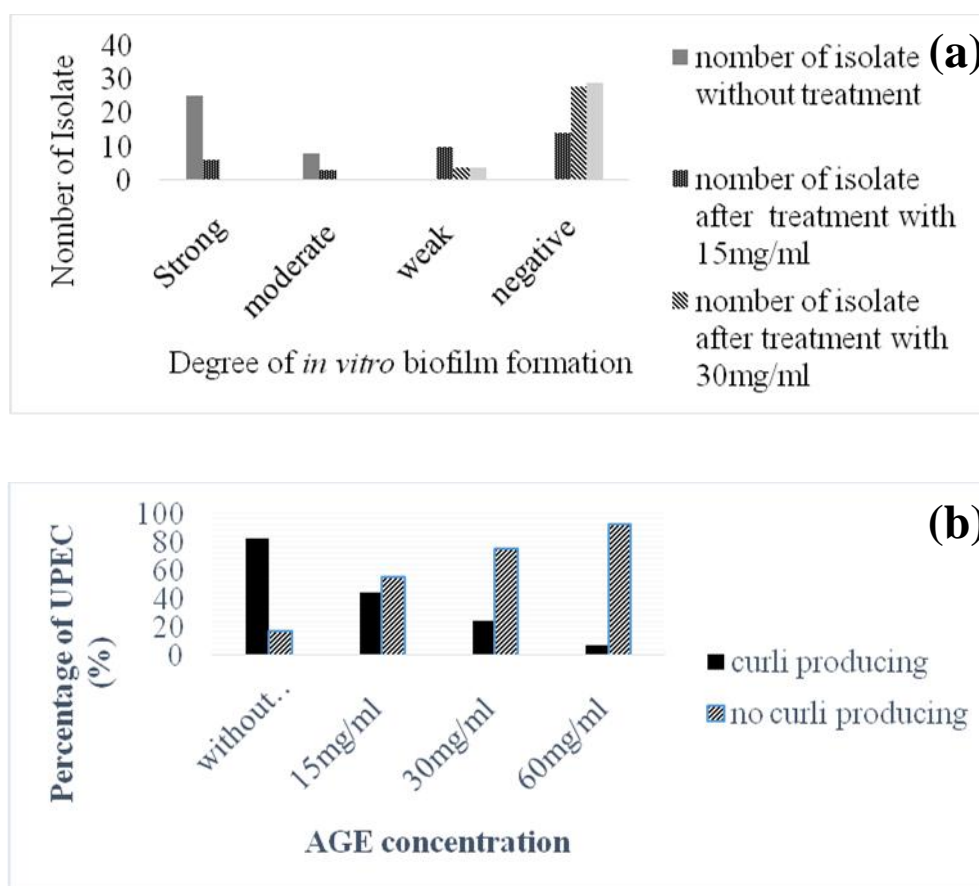 (a)
40
30
20
10
0
Nomber of Isolate
Strong
moderate
weak
negative
Degree of in vitro biofilm formation
nomber of isolate
without treatment
nomber of isolate
after treatment with
15mg/ml
nomber of isolate
after treatment with
30mg/ml
(b)
100
80
60
40
20
0
Percentage of UPEC
(%)
without..
15mg/ml
30mg/ml
60mg/ml
AGE concentration
curli producing
no curli producing